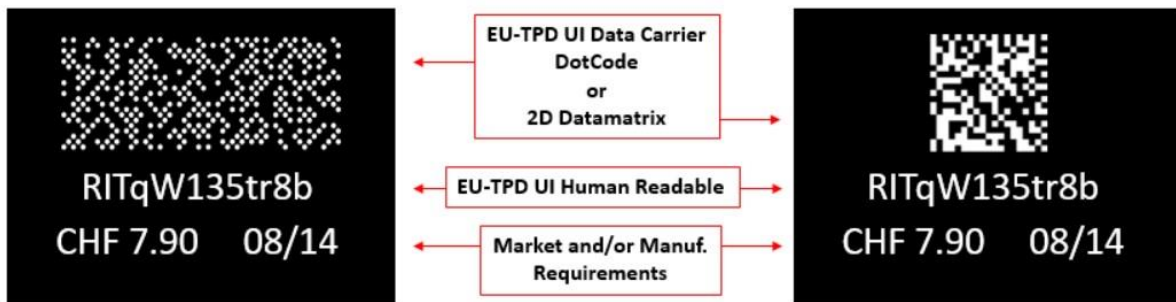 EU-TPD UI Data Carrier
DotCode
or
2D Datamatrix
RITqW135tr8b
EU-TPD UI Human Readable
RITqW135tr8b
CHF 7.90 08/14
Market and/or Manuf.
Requirements
CHF 7.90 08/14